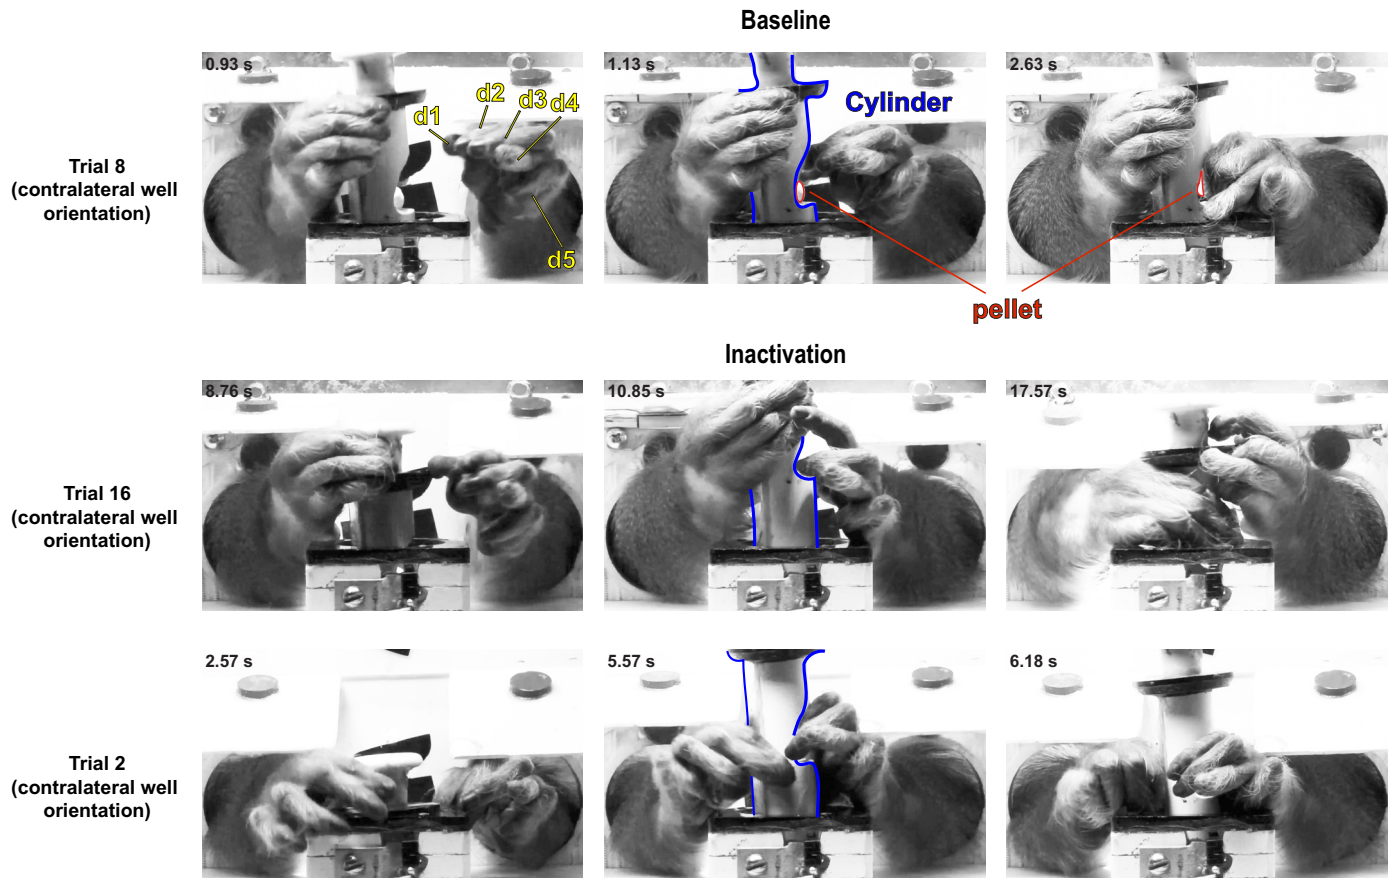 Baseline
Trial 8
(contralateral well
orientation)
0.93 s
d1
d2
d3
d4
d5
1.13 s
Cylinder
2.63 s
pellet
Inactivation
Trial 16
(contralateral well
orientation)
8.76 s
10.85 s
17.57 s
Trial 2
(contralateral well
orientation)
2.57 s
5.57 s
6.18 s